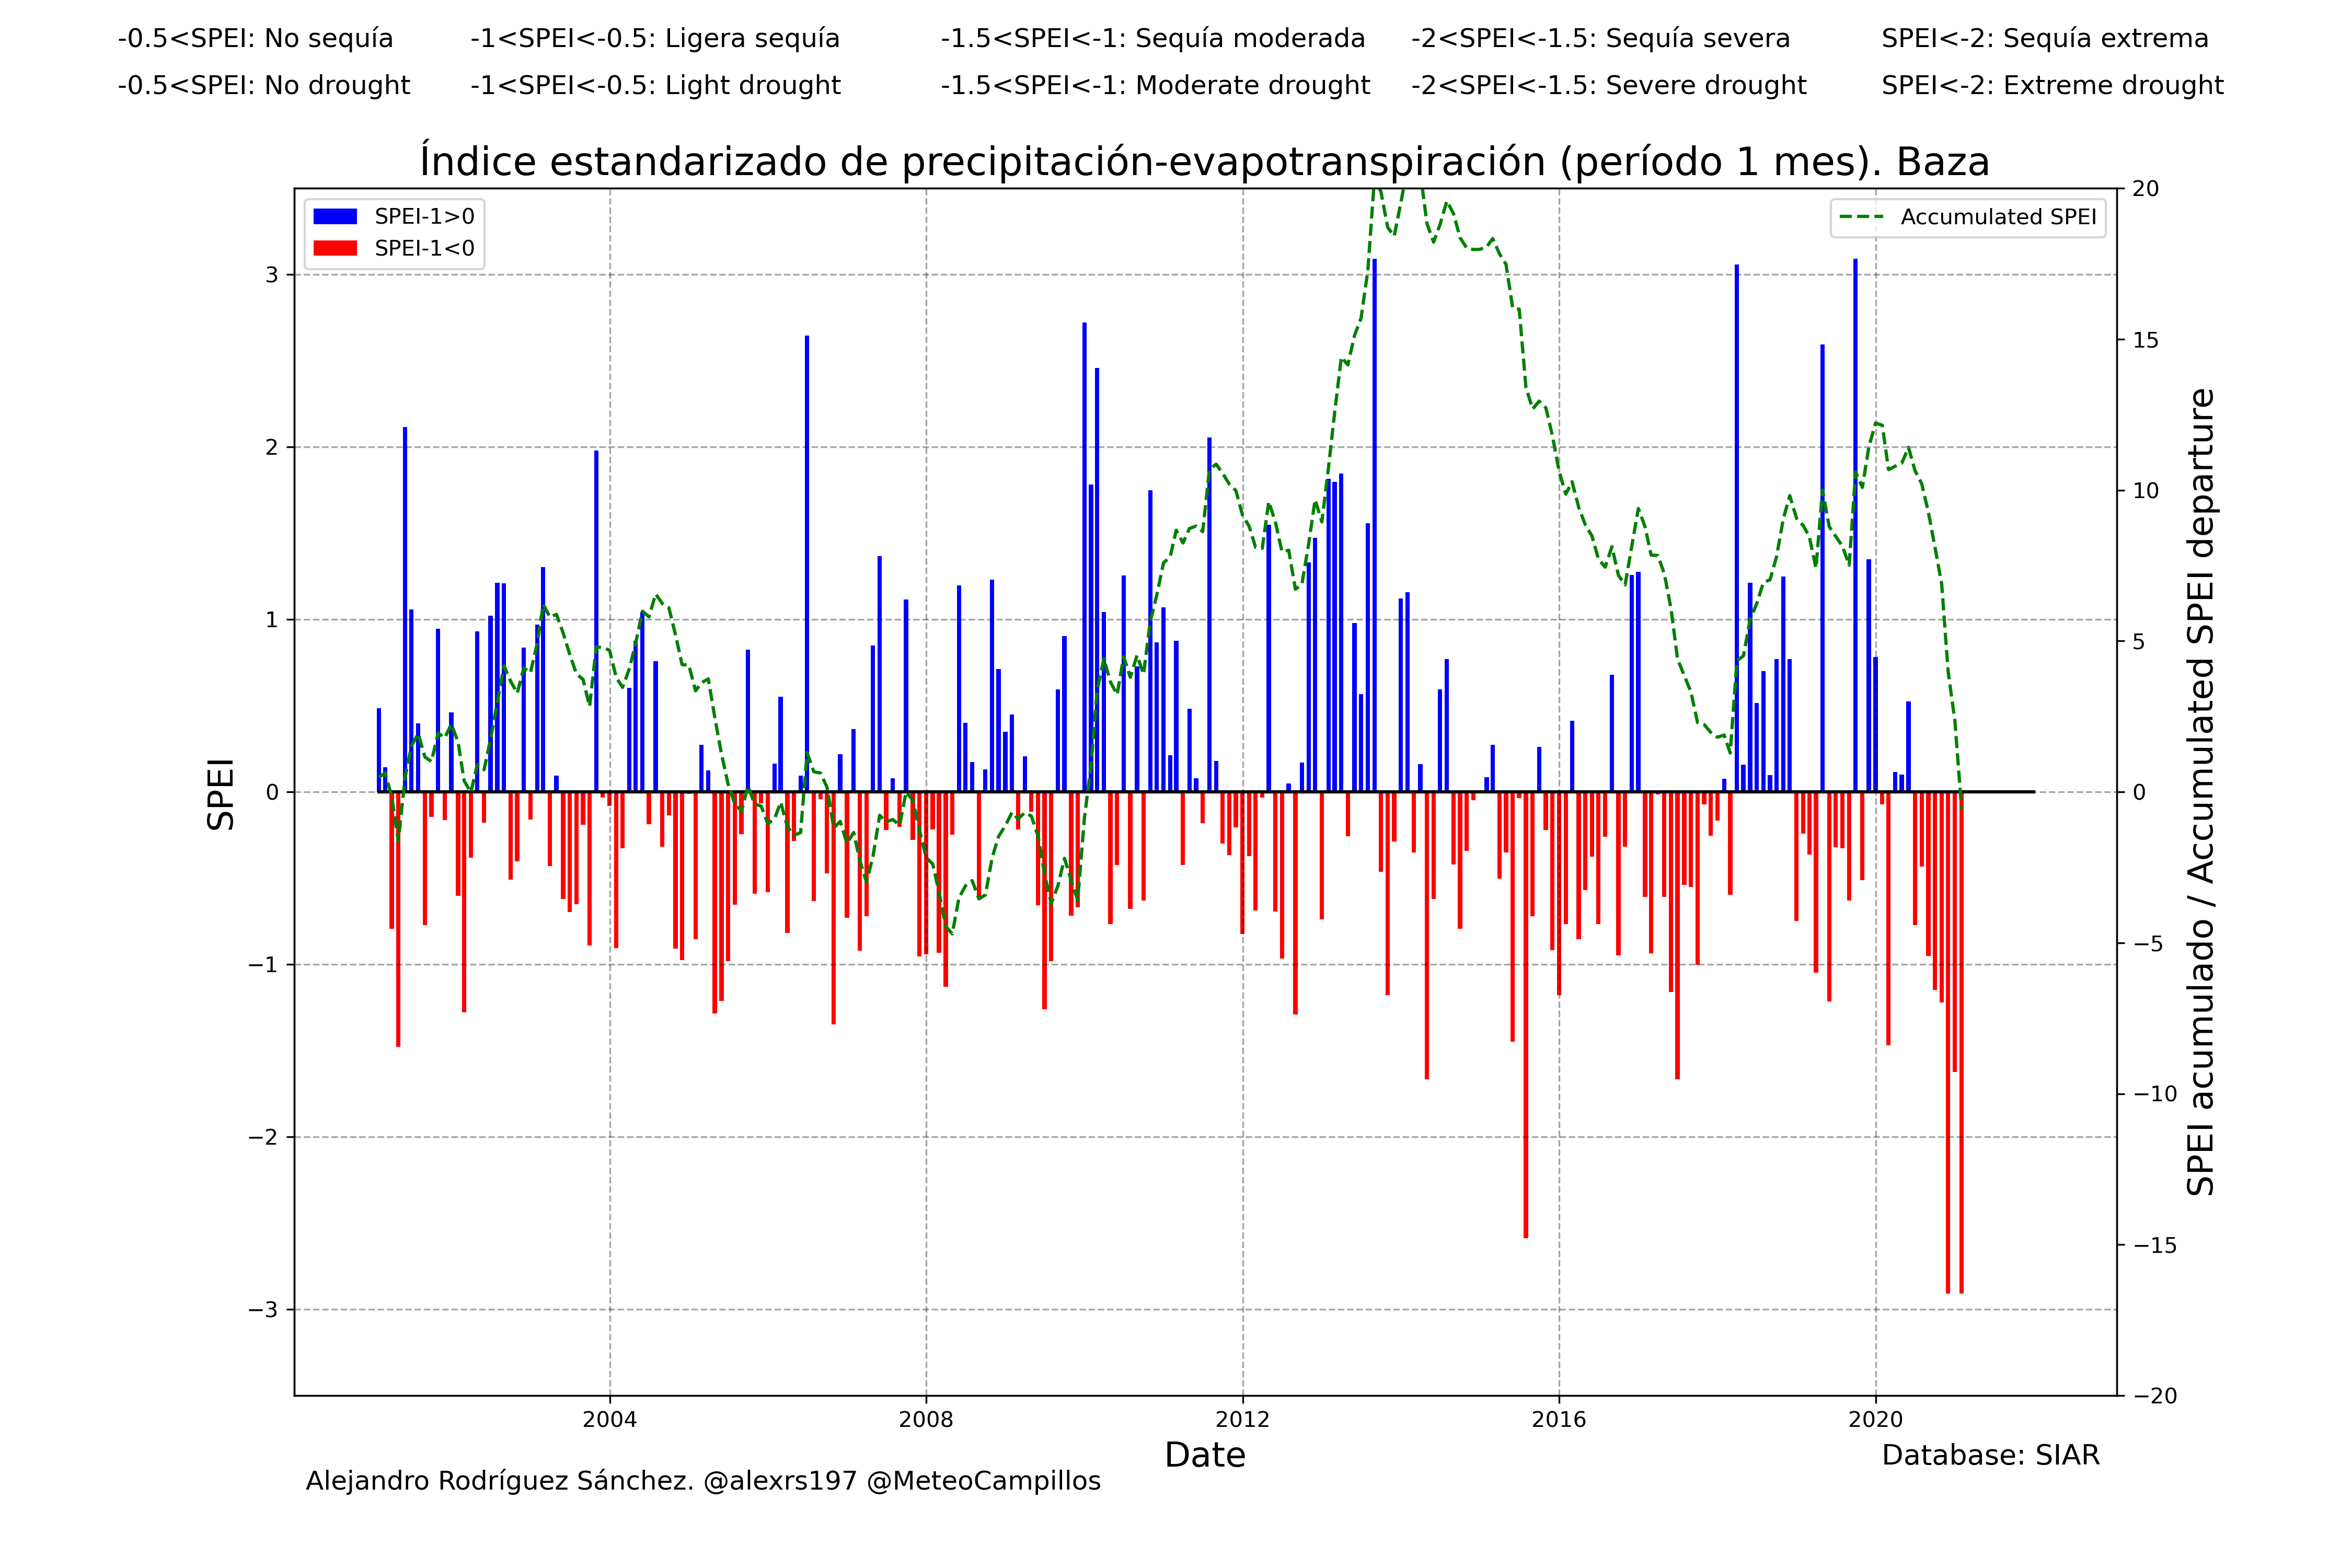 -0.5<SPEI: No sequía -1<SPEI<-0.5: Ligera sequía -1.5<SPEI<-1: Sequía moderada -2<SPEI<-1.5: Sequía severa SPEI<-2: Sequía extrema
-0.5<SPEI: No drought -1<SPEI<-0.5: Light drought -1.5<SPEI<-1: Moderate drought -2<SPEI<-1.5: Severe drought SPEI<-2: Extreme drought
Índice estandarizado de precipitación-evapotranspiración (período 1 mes). Baza
SPEI-1>0
SPEI-1<0
Accumulated SPEI
SPEI
3
2
1
0
−1
−2
−3
20
15
10
5
0
−5
−10
−15
−20
SPEI acumulado / Accumulated SPEI departure
2004 2008 2012 2016 2020
Date
Database: SIAR
Alejandro Rodríguez Sánchez. @alexrs197 @MeteoCampillos